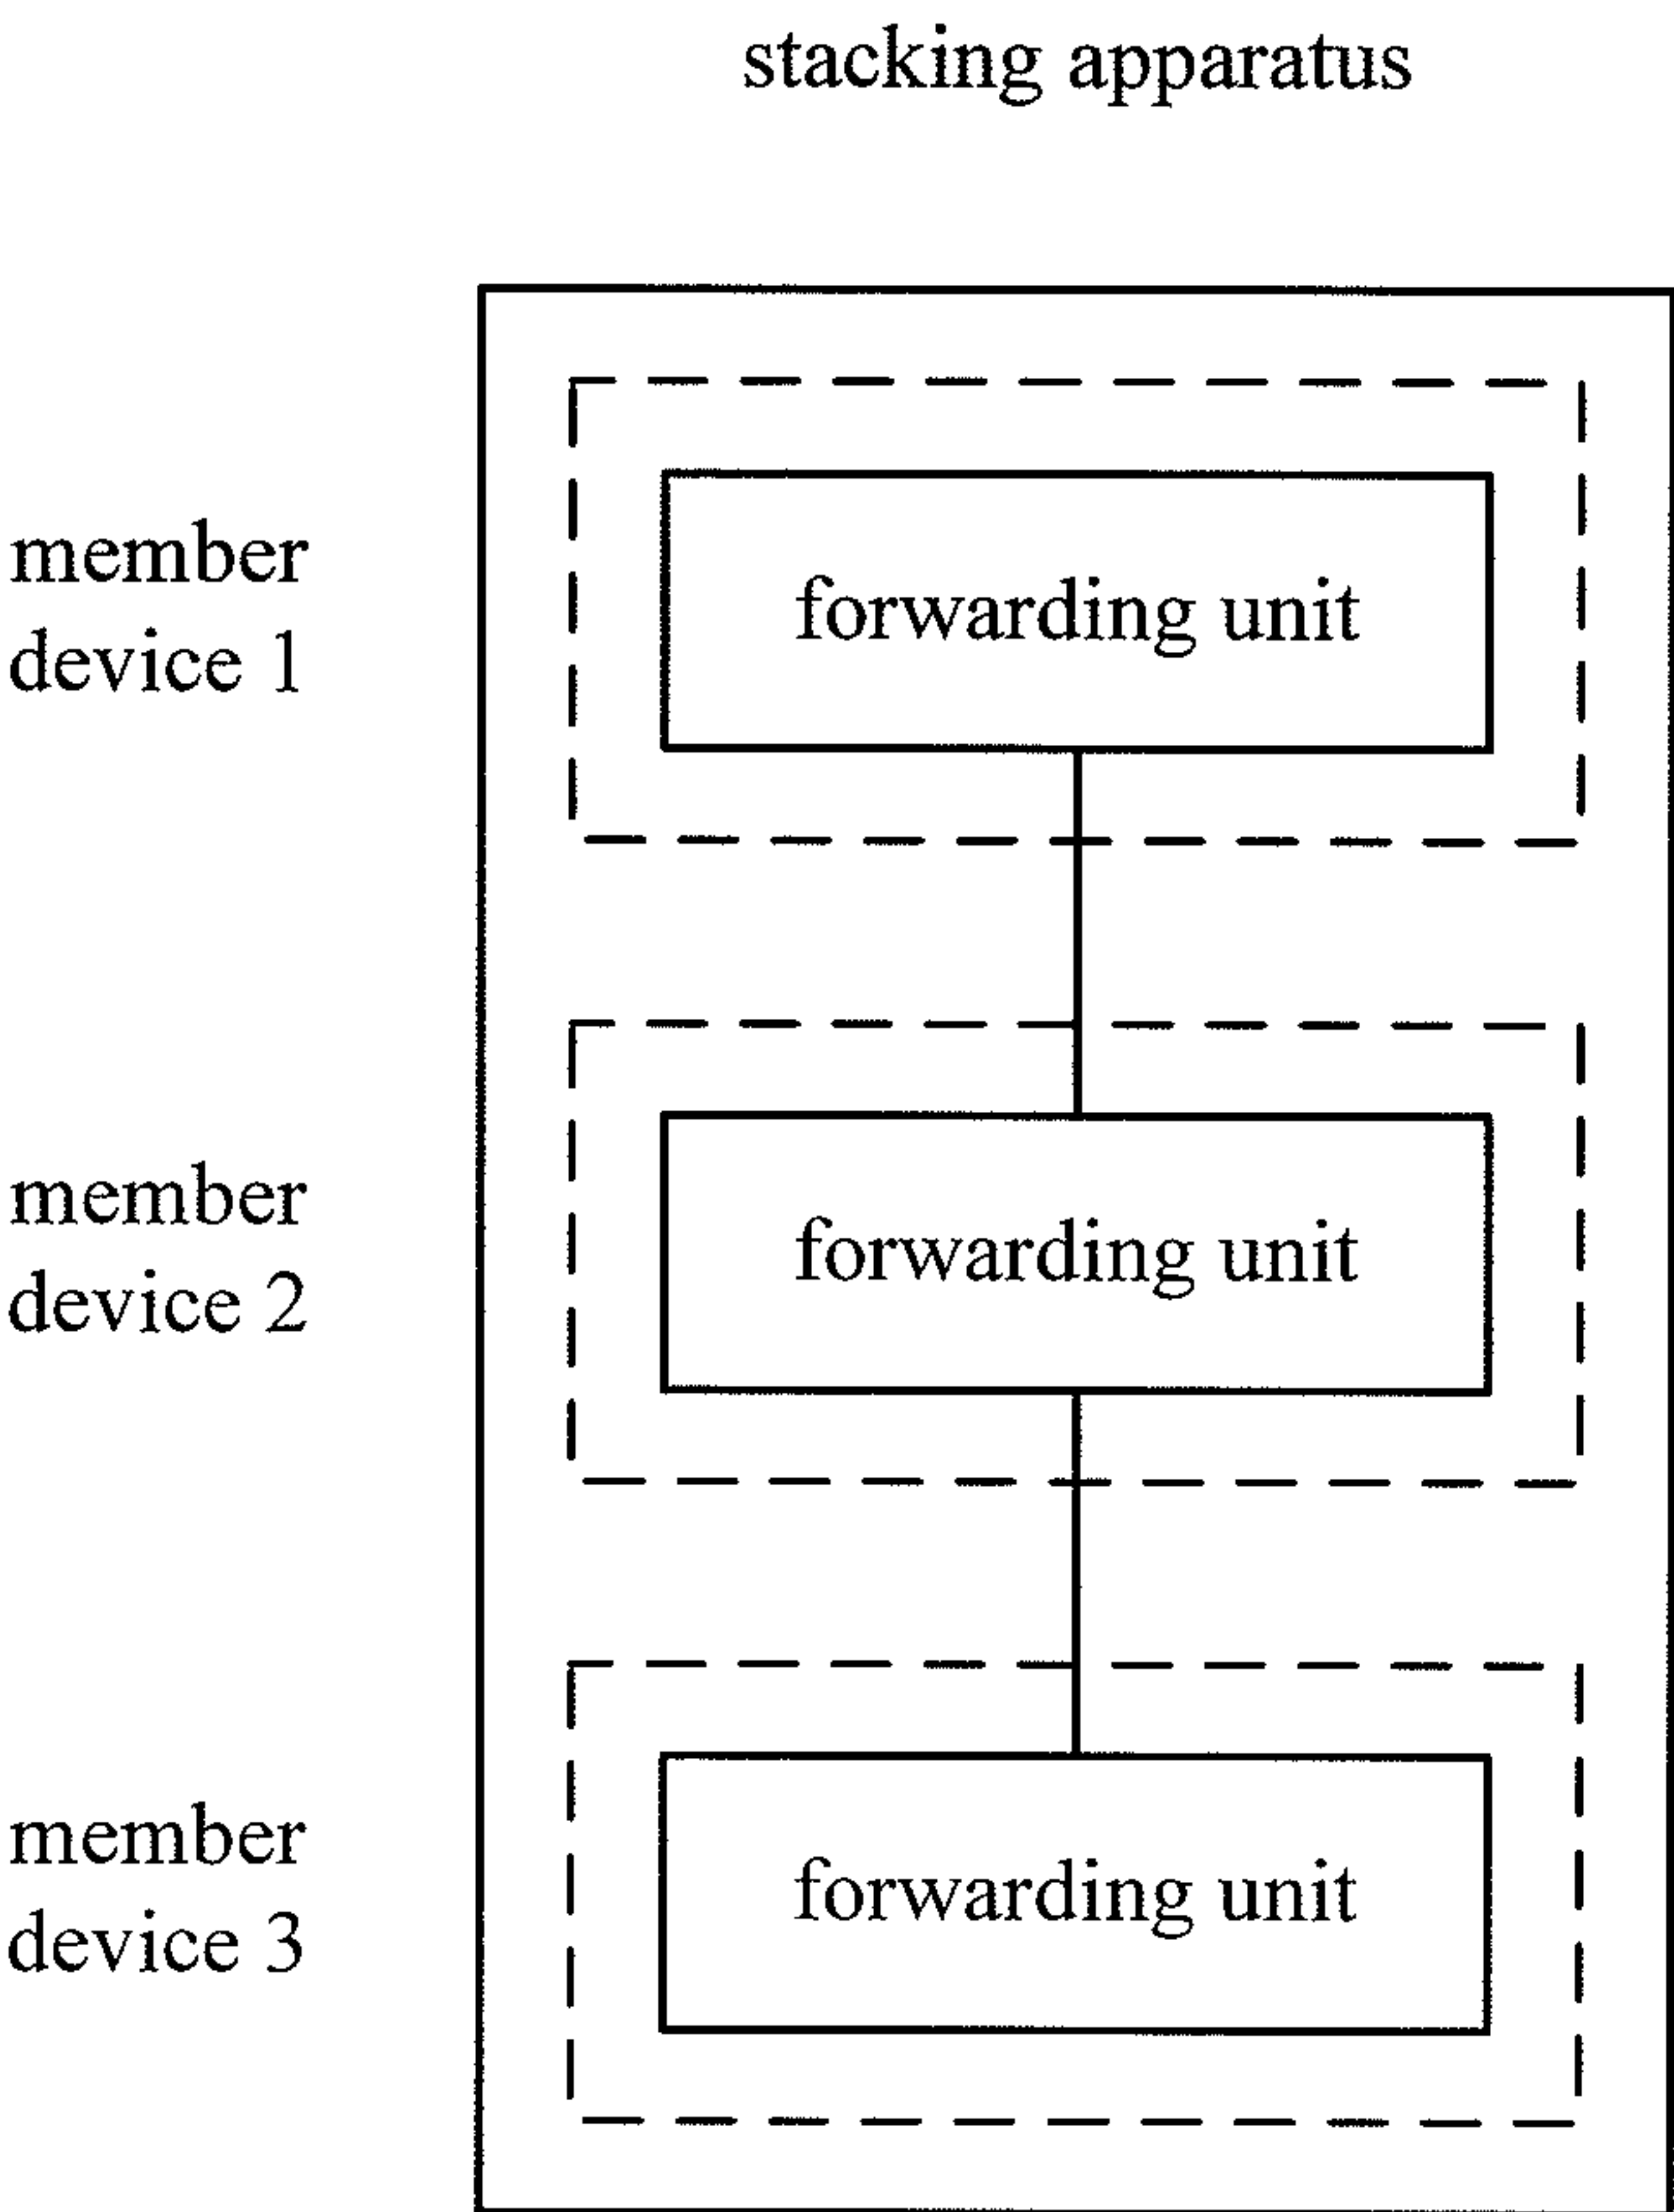 stacking apparatus
member
device 1
forwarding unit
member
device 2
forwarding unit
member
device 3
forwarding unit